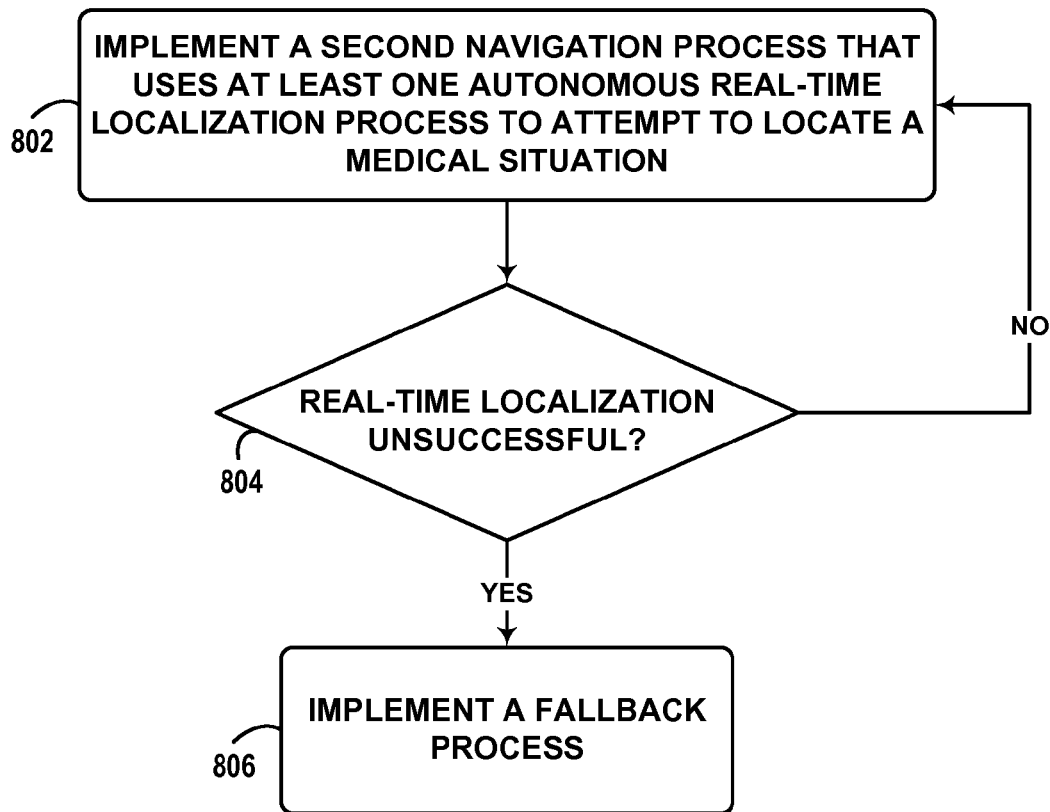 IMPLEMENT A SECOND NAVIGATION PROCESS THAT
USES AT LEAST ONE AUTONOMOUS REAL-TIME
LOCALIZATION PROCESS TO ATTEMPT TO LOCATE A
MEDICAL SITUATION
802
NO
REAL-TIME LOCALIZATION
UNSUCCESSFUL?
804
YES
IMPLEMENT A FALLBACK
PROCESS
806